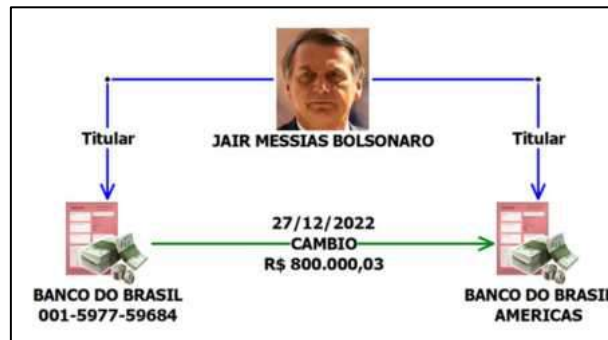 JAIR MESSIAS BOLSONARO
Titular
Titular
27/12/2022
CAMBIO
R$ 800.000,03
BANCO DO BRASIL
001-5977-59684
BANCO DO BRASIL
AMERICAS